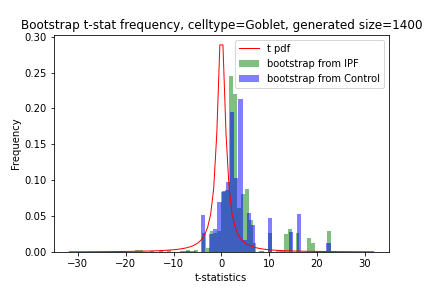 Bootstrap t-stat frequency, celltype=Goblet, generated size=1400
0.30
0.25
0.20
0.15
0.10
0.05
0.00
Frequency
t pdf
bootstrap from IPF
bootstrap from Control
−30
−20
−10
0
10
20
30
t-statistics